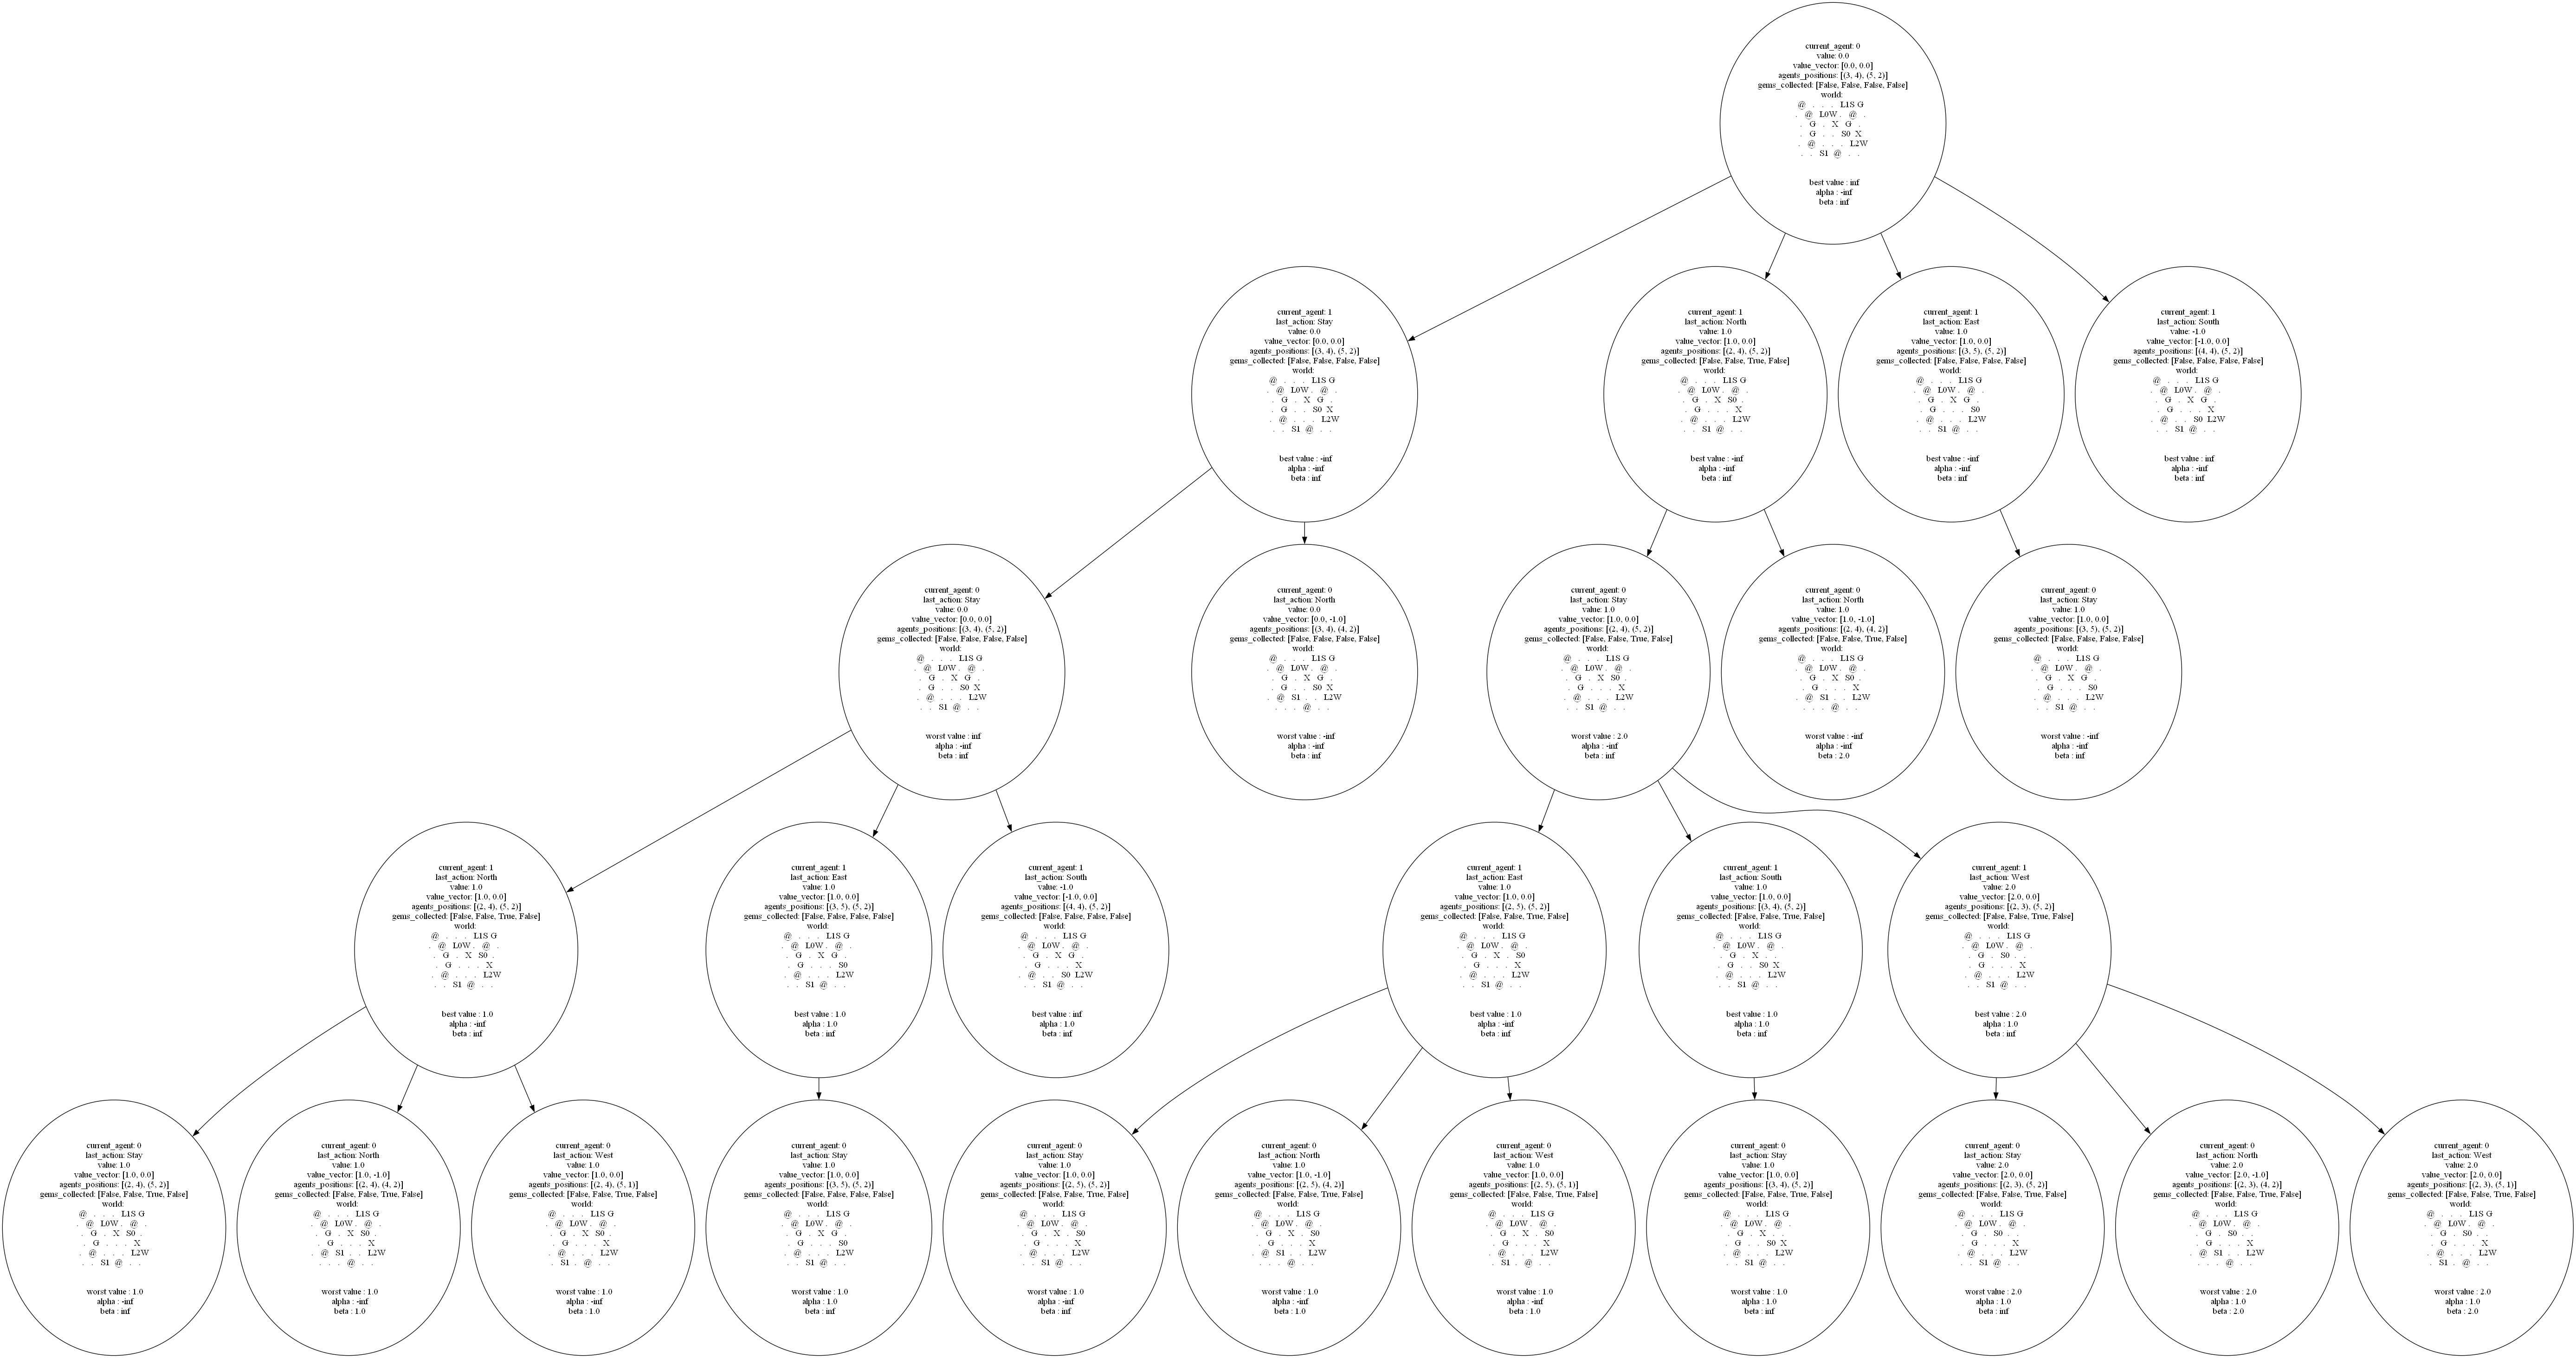 current_agent: 0
value: 0.0
value_vector: [0.0, 0.0]
agents_positions: [(3, 4), (5, 2)]
gems_collected: [False, False, False, False]
world:
@ . . . L1S G
. @ L0W . @ .
. G . X G .
. G . . S0 X
. @ . . . L2W
. . S1 @ . .
best value : inf
alpha : -inf
beta : inf
current_agent: 1
last_action: Stay
value: 0.0
value_vector: [0.0, 0.0]
agents_positions: [(3, 4), (5, 2)]
gems_collected: [False, False, False, False]
world:
@ . . . L1S G
. @ L0W . @ .
. G . X G .
. G . . S0 X
. @ . . . L2W
. . S1 @ . .
best value : -inf
alpha : -inf
beta : inf
current_agent: 1
last_action: North
value: 1.0
value_vector: [1.0, 0.0]
agents_positions: [(2, 4), (5, 2)]
gems_collected: [False, False, True, False]
world:
@ . . . L1S G
. @ L0W . @ .
. G . X S0 .
. G . . . X
. @ . . . L2W
. . S1 @ . .
best value : -inf
alpha : -inf
beta : inf
current_agent: 1
last_action: East
value: 1.0
value_vector: [1.0, 0.0]
agents_positions: [(3, 5), (5, 2)]
gems_collected: [False, False, False, False]
world:
@ . . . L1S G
. @ L0W . @ .
. G . X G .
. G . . . S0
. @ . . . L2W
. . S1 @ . .
best value : -inf
alpha : -inf
beta : inf
current_agent: 1
last_action: South
value: -1.0
value_vector: [-1.0, 0.0]
agents_positions: [(4, 4), (5, 2)]
gems_collected: [False, False, False, False]
world:
@ . . . L1S G
. @ L0W . @ .
. G . X G .
. G . . . X
. @ . . S0 L2W
. . S1 @ . .
best value : inf
alpha : -inf
beta : inf
current_agent: 0
last_action: Stay
value: 0.0
value_vector: [0.0, 0.0]
agents_positions: [(3, 4), (5, 2)]
gems_collected: [False, False, False, False]
world:
@ . . . L1S G
. @ L0W . @ .
. G . X G .
. G . . S0 X
. @ . . . L2W
. . S1 @ . .
worst value : inf
alpha : -inf
beta : inf
current_agent: 0
last_action: North
value: 0.0
value_vector: [0.0, -1.0]
agents_positions: [(3, 4), (4, 2)]
gems_collected: [False, False, False, False]
world:
@ . . . L1S G
. @ L0W . @ .
. G . X G .
. G . . S0 X
. @ S1 . . L2W
. . . @ . .
worst value : -inf
alpha : -inf
beta : inf
current_agent: 0
last_action: Stay
value: 1.0
value_vector: [1.0, 0.0]
agents_positions: [(2, 4), (5, 2)]
gems_collected: [False, False, True, False]
world:
@ . . . L1S G
. @ L0W . @ .
. G . X S0 .
. G . . . X
. @ . . . L2W
. . S1 @ . .
worst value : 2.0
alpha : -inf
beta : inf
current_agent: 0
last_action: North
value: 1.0
value_vector: [1.0, -1.0]
agents_positions: [(2, 4), (4, 2)]
gems_collected: [False, False, True, False]
world:
@ . . . L1S G
. @ L0W . @ .
. G . X S0 .
. G . . . X
. @ S1 . . L2W
. . . @ . .
worst value : -inf
alpha : -inf
beta : 2.0
current_agent: 0
last_action: Stay
value: 1.0
value_vector: [1.0, 0.0]
agents_positions: [(3, 5), (5, 2)]
gems_collected: [False, False, False, False]
world:
@ . . . L1S G
. @ L0W . @ .
. G . X G .
. G . . . S0
. @ . . . L2W
. . S1 @ . .
worst value : -inf
alpha : -inf
beta : inf
current_agent: 1
last_action: North
value: 1.0
value_vector: [1.0, 0.0]
agents_positions: [(2, 4), (5, 2)]
gems_collected: [False, False, True, False]
world:
@ . . . L1S G
. @ L0W . @ .
. G . X S0 .
. G . . . X
. @ . . . L2W
. . S1 @ . .
best value : 1.0
alpha : -inf
beta : inf
current_agent: 1
last_action: East
value: 1.0
value_vector: [1.0, 0.0]
agents_positions: [(3, 5), (5, 2)]
gems_collected: [False, False, False, False]
world:
@ . . . L1S G
. @ L0W . @ .
. G . X G .
. G . . . S0
. @ . . . L2W
. . S1 @ . .
best value : 1.0
alpha : 1.0
beta : inf
current_agent: 1
last_action: South
value: -1.0
value_vector: [-1.0, 0.0]
agents_positions: [(4, 4), (5, 2)]
gems_collected: [False, False, False, False]
world:
@ . . . L1S G
. @ L0W . @ .
. G . X G .
. G . . . X
. @ . . S0 L2W
. . S1 @ . .
best value : inf
alpha : 1.0
beta : inf
current_agent: 1
last_action: East
value: 1.0
value_vector: [1.0, 0.0]
agents_positions: [(2, 5), (5, 2)]
gems_collected: [False, False, True, False]
world:
@ . . . L1S G
. @ L0W . @ .
. G . X . S0
. G . . . X
. @ . . . L2W
. . S1 @ . .
best value : 1.0
alpha : -inf
beta : inf
current_agent: 1
last_action: South
value: 1.0
value_vector: [1.0, 0.0]
agents_positions: [(3, 4), (5, 2)]
gems_collected: [False, False, True, False]
world:
@ . . . L1S G
. @ L0W . @ .
. G . X . .
. G . . S0 X
. @ . . . L2W
. . S1 @ . .
best value : 1.0
alpha : 1.0
beta : inf
current_agent: 1
last_action: West
value: 2.0
value_vector: [2.0, 0.0]
agents_positions: [(2, 3), (5, 2)]
gems_collected: [False, False, True, False]
world:
@ . . . L1S G
. @ L0W . @ .
. G . S0 . .
. G . . . X
. @ . . . L2W
. . S1 @ . .
best value : 2.0
alpha : 1.0
beta : inf
current_agent: 0
last_action: Stay
value: 1.0
value_vector: [1.0, 0.0]
agents_positions: [(2, 4), (5, 2)]
gems_collected: [False, False, True, False]
world:
@ . . . L1S G
. @ L0W . @ .
. G . X S0 .
. G . . . X
. @ . . . L2W
. . S1 @ . .
worst value : 1.0
alpha : -inf
beta : inf
current_agent: 0
last_action: North
value: 1.0
value_vector: [1.0, -1.0]
agents_positions: [(2, 4), (4, 2)]
gems_collected: [False, False, True, False]
world:
@ . . . L1S G
. @ L0W . @ .
. G . X S0 .
. G . . . X
. @ S1 . . L2W
. . . @ . .
worst value : 1.0
alpha : -inf
beta : 1.0
current_agent: 0
last_action: West
value: 1.0
value_vector: [1.0, 0.0]
agents_positions: [(2, 4), (5, 1)]
gems_collected: [False, False, True, False]
world:
@ . . . L1S G
. @ L0W . @ .
. G . X S0 .
. G . . . X
. @ . . . L2W
. S1 . @ . .
worst value : 1.0
alpha : -inf
beta : 1.0
current_agent: 0
last_action: Stay
value: 1.0
value_vector: [1.0, 0.0]
agents_positions: [(3, 5), (5, 2)]
gems_collected: [False, False, False, False]
world:
@ . . . L1S G
. @ L0W . @ .
. G . X G .
. G . . . S0
. @ . . . L2W
. . S1 @ . .
worst value : 1.0
alpha : 1.0
beta : inf
current_agent: 0
last_action: Stay
value: 1.0
value_vector: [1.0, 0.0]
agents_positions: [(2, 5), (5, 2)]
gems_collected: [False, False, True, False]
world:
@ . . . L1S G
. @ L0W . @ .
. G . X . S0
. G . . . X
. @ . . . L2W
. . S1 @ . .
worst value : 1.0
alpha : -inf
beta : inf
current_agent: 0
last_action: North
value: 1.0
value_vector: [1.0, -1.0]
agents_positions: [(2, 5), (4, 2)]
gems_collected: [False, False, True, False]
world:
@ . . . L1S G
. @ L0W . @ .
. G . X . S0
. G . . . X
. @ S1 . . L2W
. . . @ . .
worst value : 1.0
alpha : -inf
beta : 1.0
current_agent: 0
last_action: West
value: 1.0
value_vector: [1.0, 0.0]
agents_positions: [(2, 5), (5, 1)]
gems_collected: [False, False, True, False]
world:
@ . . . L1S G
. @ L0W . @ .
. G . X . S0
. G . . . X
. @ . . . L2W
. S1 . @ . .
worst value : 1.0
alpha : -inf
beta : 1.0
current_agent: 0
last_action: Stay
value: 1.0
value_vector: [1.0, 0.0]
agents_positions: [(3, 4), (5, 2)]
gems_collected: [False, False, True, False]
world:
@ . . . L1S G
. @ L0W . @ .
. G . X . .
. G . . S0 X
. @ . . . L2W
. . S1 @ . .
worst value : 1.0
alpha : 1.0
beta : inf
current_agent: 0
last_action: Stay
value: 2.0
value_vector: [2.0, 0.0]
agents_positions: [(2, 3), (5, 2)]
gems_collected: [False, False, True, False]
world:
@ . . . L1S G
. @ L0W . @ .
. G . S0 . .
. G . . . X
. @ . . . L2W
. . S1 @ . .
worst value : 2.0
alpha : 1.0
beta : inf
current_agent: 0
last_action: North
value: 2.0
value_vector: [2.0, -1.0]
agents_positions: [(2, 3), (4, 2)]
gems_collected: [False, False, True, False]
world:
@ . . . L1S G
. @ L0W . @ .
. G . S0 . .
. G . . . X
. @ S1 . . L2W
. . . @ . .
worst value : 2.0
alpha : 1.0
beta : 2.0
current_agent: 0
last_action: West
value: 2.0
value_vector: [2.0, 0.0]
agents_positions: [(2, 3), (5, 1)]
gems_collected: [False, False, True, False]
world:
@ . . . L1S G
. @ L0W . @ .
. G . S0 . .
. G . . . X
. @ . . . L2W
. S1 . @ . .
worst value : 2.0
alpha : 1.0
beta : 2.0